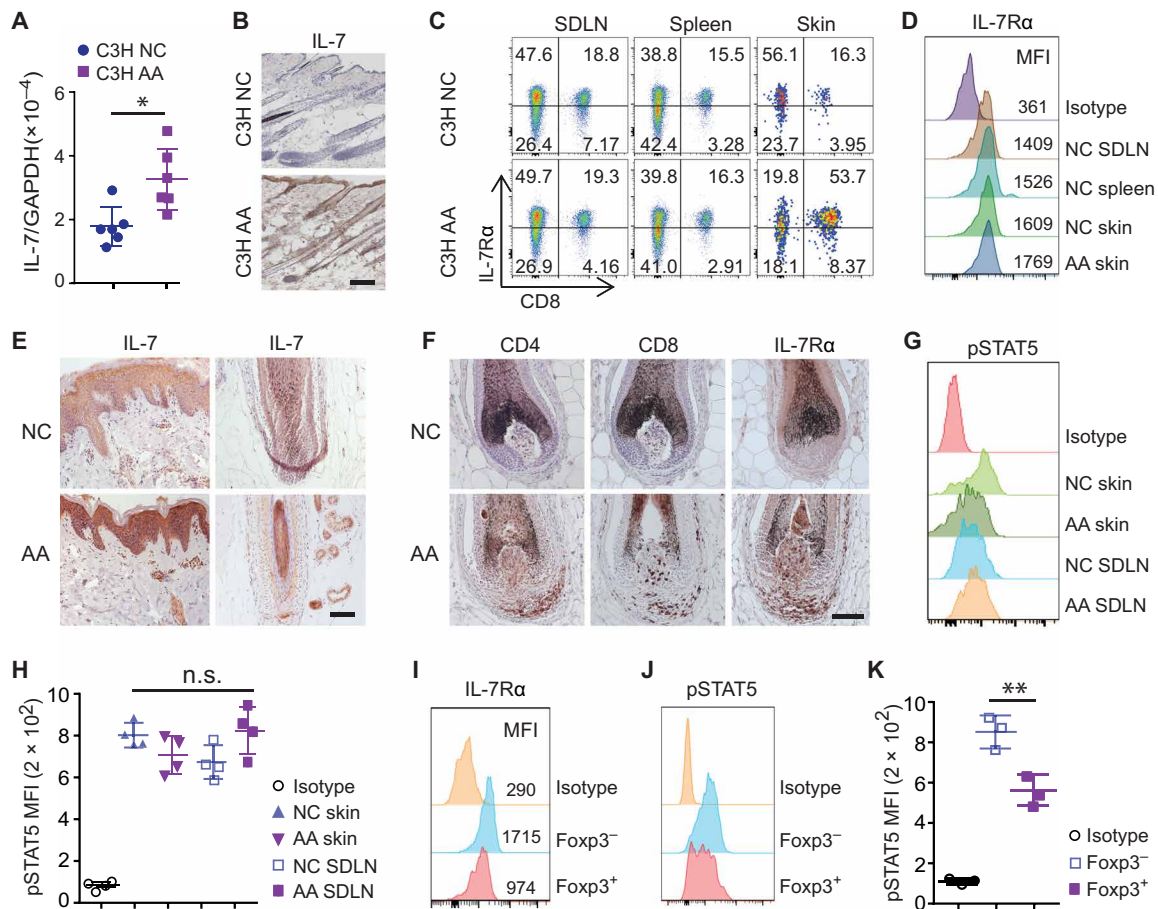 A
C3H NC
C3H AA
IL-7/GAPDH(×10⁻⁴)
6
4
2
0
*
B
IL-7
C3H NC
C3H AA
C
SDLN Spleen Skin
C3H NC
47.6 18.8 38.8 15.5 56.1 16.3
26.4 7.17 42.4 3.28 23.7 3.95
C3H AA
49.7 19.3 39.8 16.3 19.8 53.7
26.9 4.16 41.0 2.91 18.1 8.37
IL-7Rα
CD8
D
IL-7Rα
MFI
361 Isotype
1409 NC SDLN
1526 NC spleen
1609 NC skin
1769 AA skin
E
IL-7 IL-7
NC
AA
F
CD4 CD8 IL-7Rα
NC
AA
G
pSTAT5
Isotype
NC skin
AA skin
NC SDLN
AA SDLN
H
pSTAT5 MFI (2 × 10²)
10
8
6
4
2
0
n.s.
Isotype
NC skin
AA skin
NC SDLN
AA SDLN
I
IL-7Rα
MFI
290 Isotype
1715 Foxp3⁻
974 Foxp3⁺
J
pSTAT5
Isotype
Foxp3⁻
Foxp3⁺
K
pSTAT5 MFI (2 × 10²)
10
8
6
4
2
0
**
Isotype
Foxp3⁻
Foxp3⁺